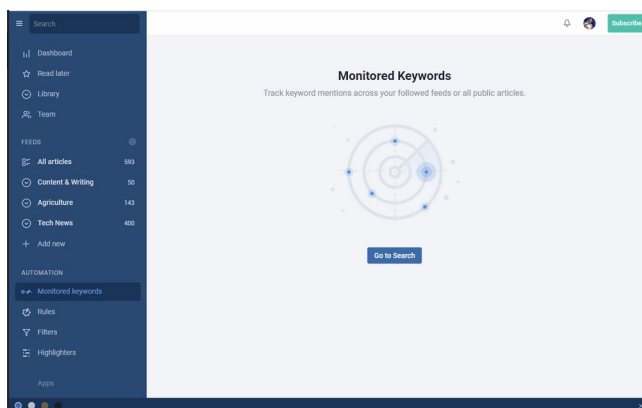 Search
Subscribe
Dashboard
Read later
Library
Team
FEEDS
All articles 593
Content & Writing 50
Agriculture 143
Tech News 400
Add new
AUTOMATION
Monitored keywords
Rules
Filters
Highlighters
Apps
Monitored Keywords
Track keyword mentions across your followed feeds or all public articles.
Go to Search